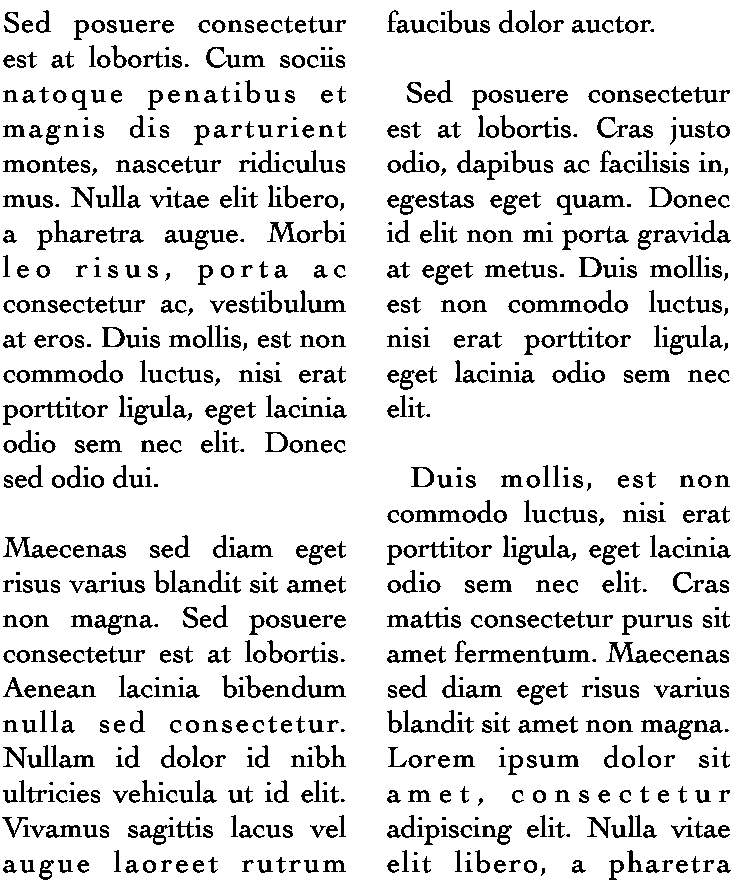 Sed posuere consectetur
est at lobortis. Cum sociis
natoque penatibus et
magnis dis parturient
montes, nascetur ridiculus
mus. Nulla vitae elit libero,
a pharetra augue. Morbi
leo risus, porta ac
consectetur ac, vestibulum
at eros. Duis mollis, est non
commodo luctus, nisi erat
porttitor ligula, eget lacinia
odio sem nec elit. Donec
sed odio dui.
Maecenas sed diam eget
risus varius blandit sit amet
non magna. Sed posuere
consectetur est at lobortis.
Aenean lacinia bibendum
nulla sed consectetur.
Nullam id dolor id nibh
ultricies vehicula ut id elit.
Vivamus sagittis lacus vel
augue laoreet rutrum
faucibus dolor auctor.
Sed posuere consectetur
est at lobortis. Cras justo
odio, dapibus ac facilisis in,
egestas eget quam. Donec
id elit non mi porta gravida
at eget metus. Duis mollis,
est non commodo luctus,
nisi erat porttitor ligula,
eget lacinia odio sem nec
elit.
Duis mollis, est non
commodo luctus, nisi erat
porttitor ligula, eget lacinia
odio sem nec elit. Cras
mattis consectetur purus sit
amet fermentum. Maecenas
sed diam eget risus varius
blandit sit amet non magna.
Lorem ipsum dolor sit
amet, consectetur
adipiscing elit. Nulla vitae
elit libero, a pharetra